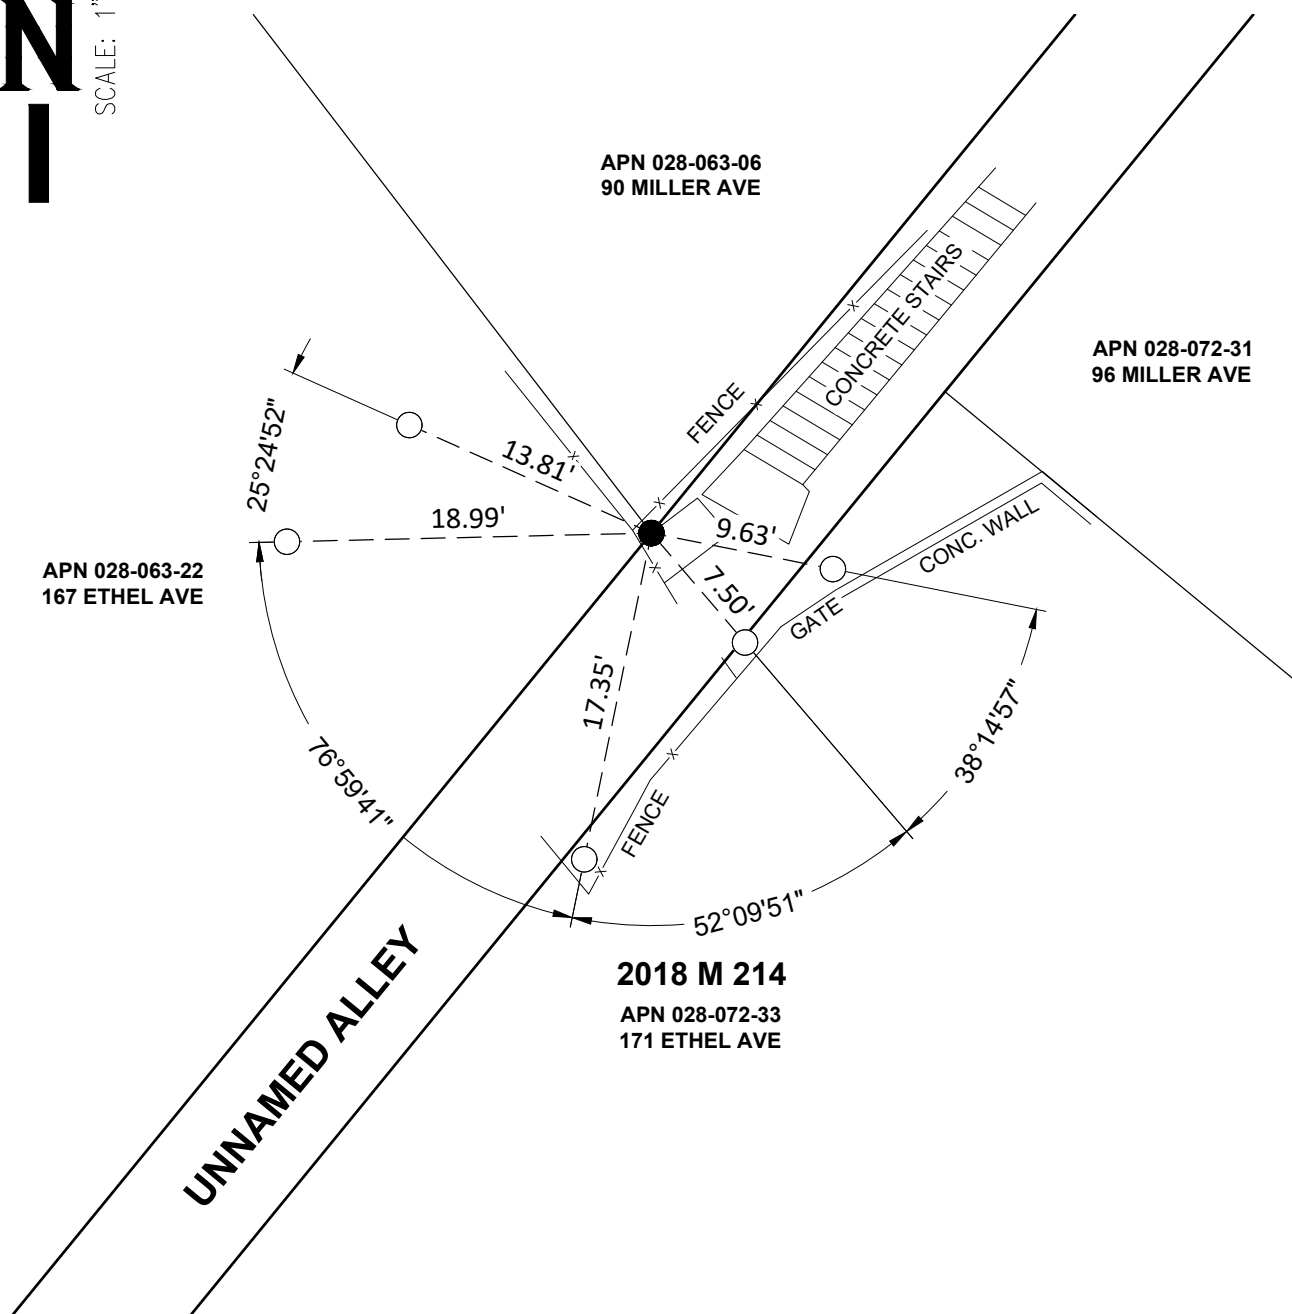 N
SCALE: 1"
APN 028-063-06
90 MILLER AVE
CONCRETE STAIRS
APN 028-072-31
96 MILLER AVE
FENCE
25°24'52"
13.81'
18.99'
9.63'
CONC. WALL
APN 028-063-22
167 ETHEL AVE
7.50'
GATE
17.35'
38°14'57"
76°59'41"
FENCE
52°09'51"
UNNAMED ALLEY
2018 M 214
APN 028-072-33
171 ETHEL AVE